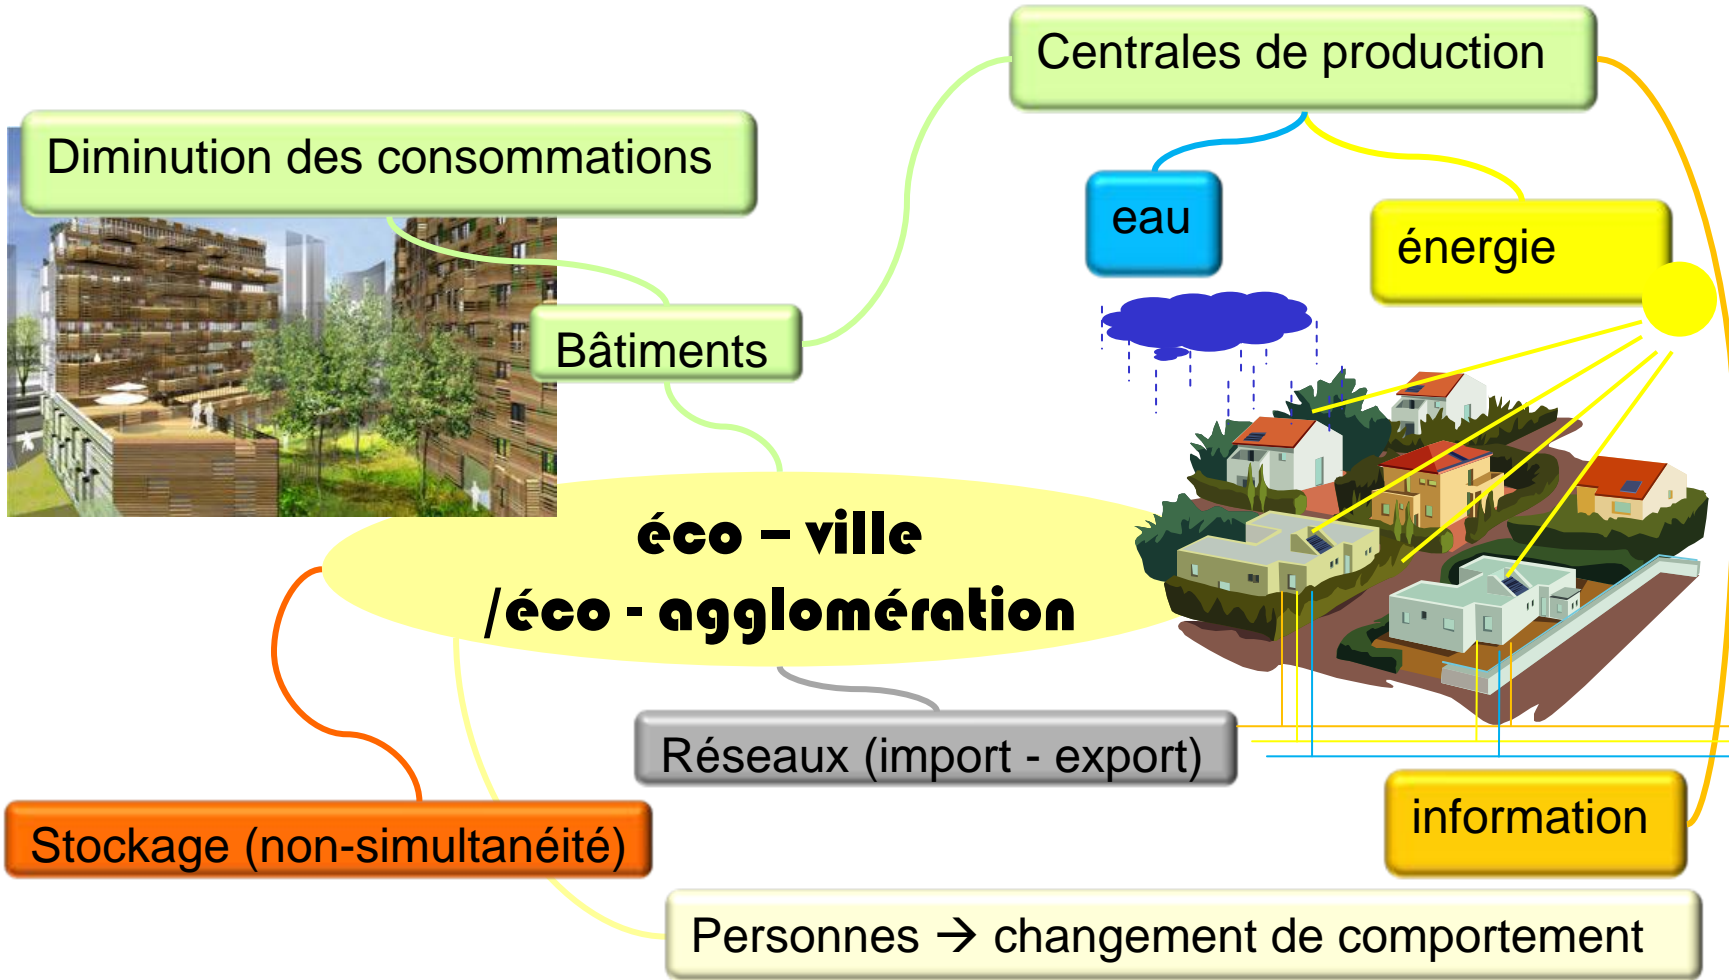 Centrales de production
Diminution des consommations
eau
énergie
Bâtiments
éco – ville
/éco - agglomération
Réseaux (import - export)
information
Stockage (non-simultanéité)
Personnes → changement de comportement